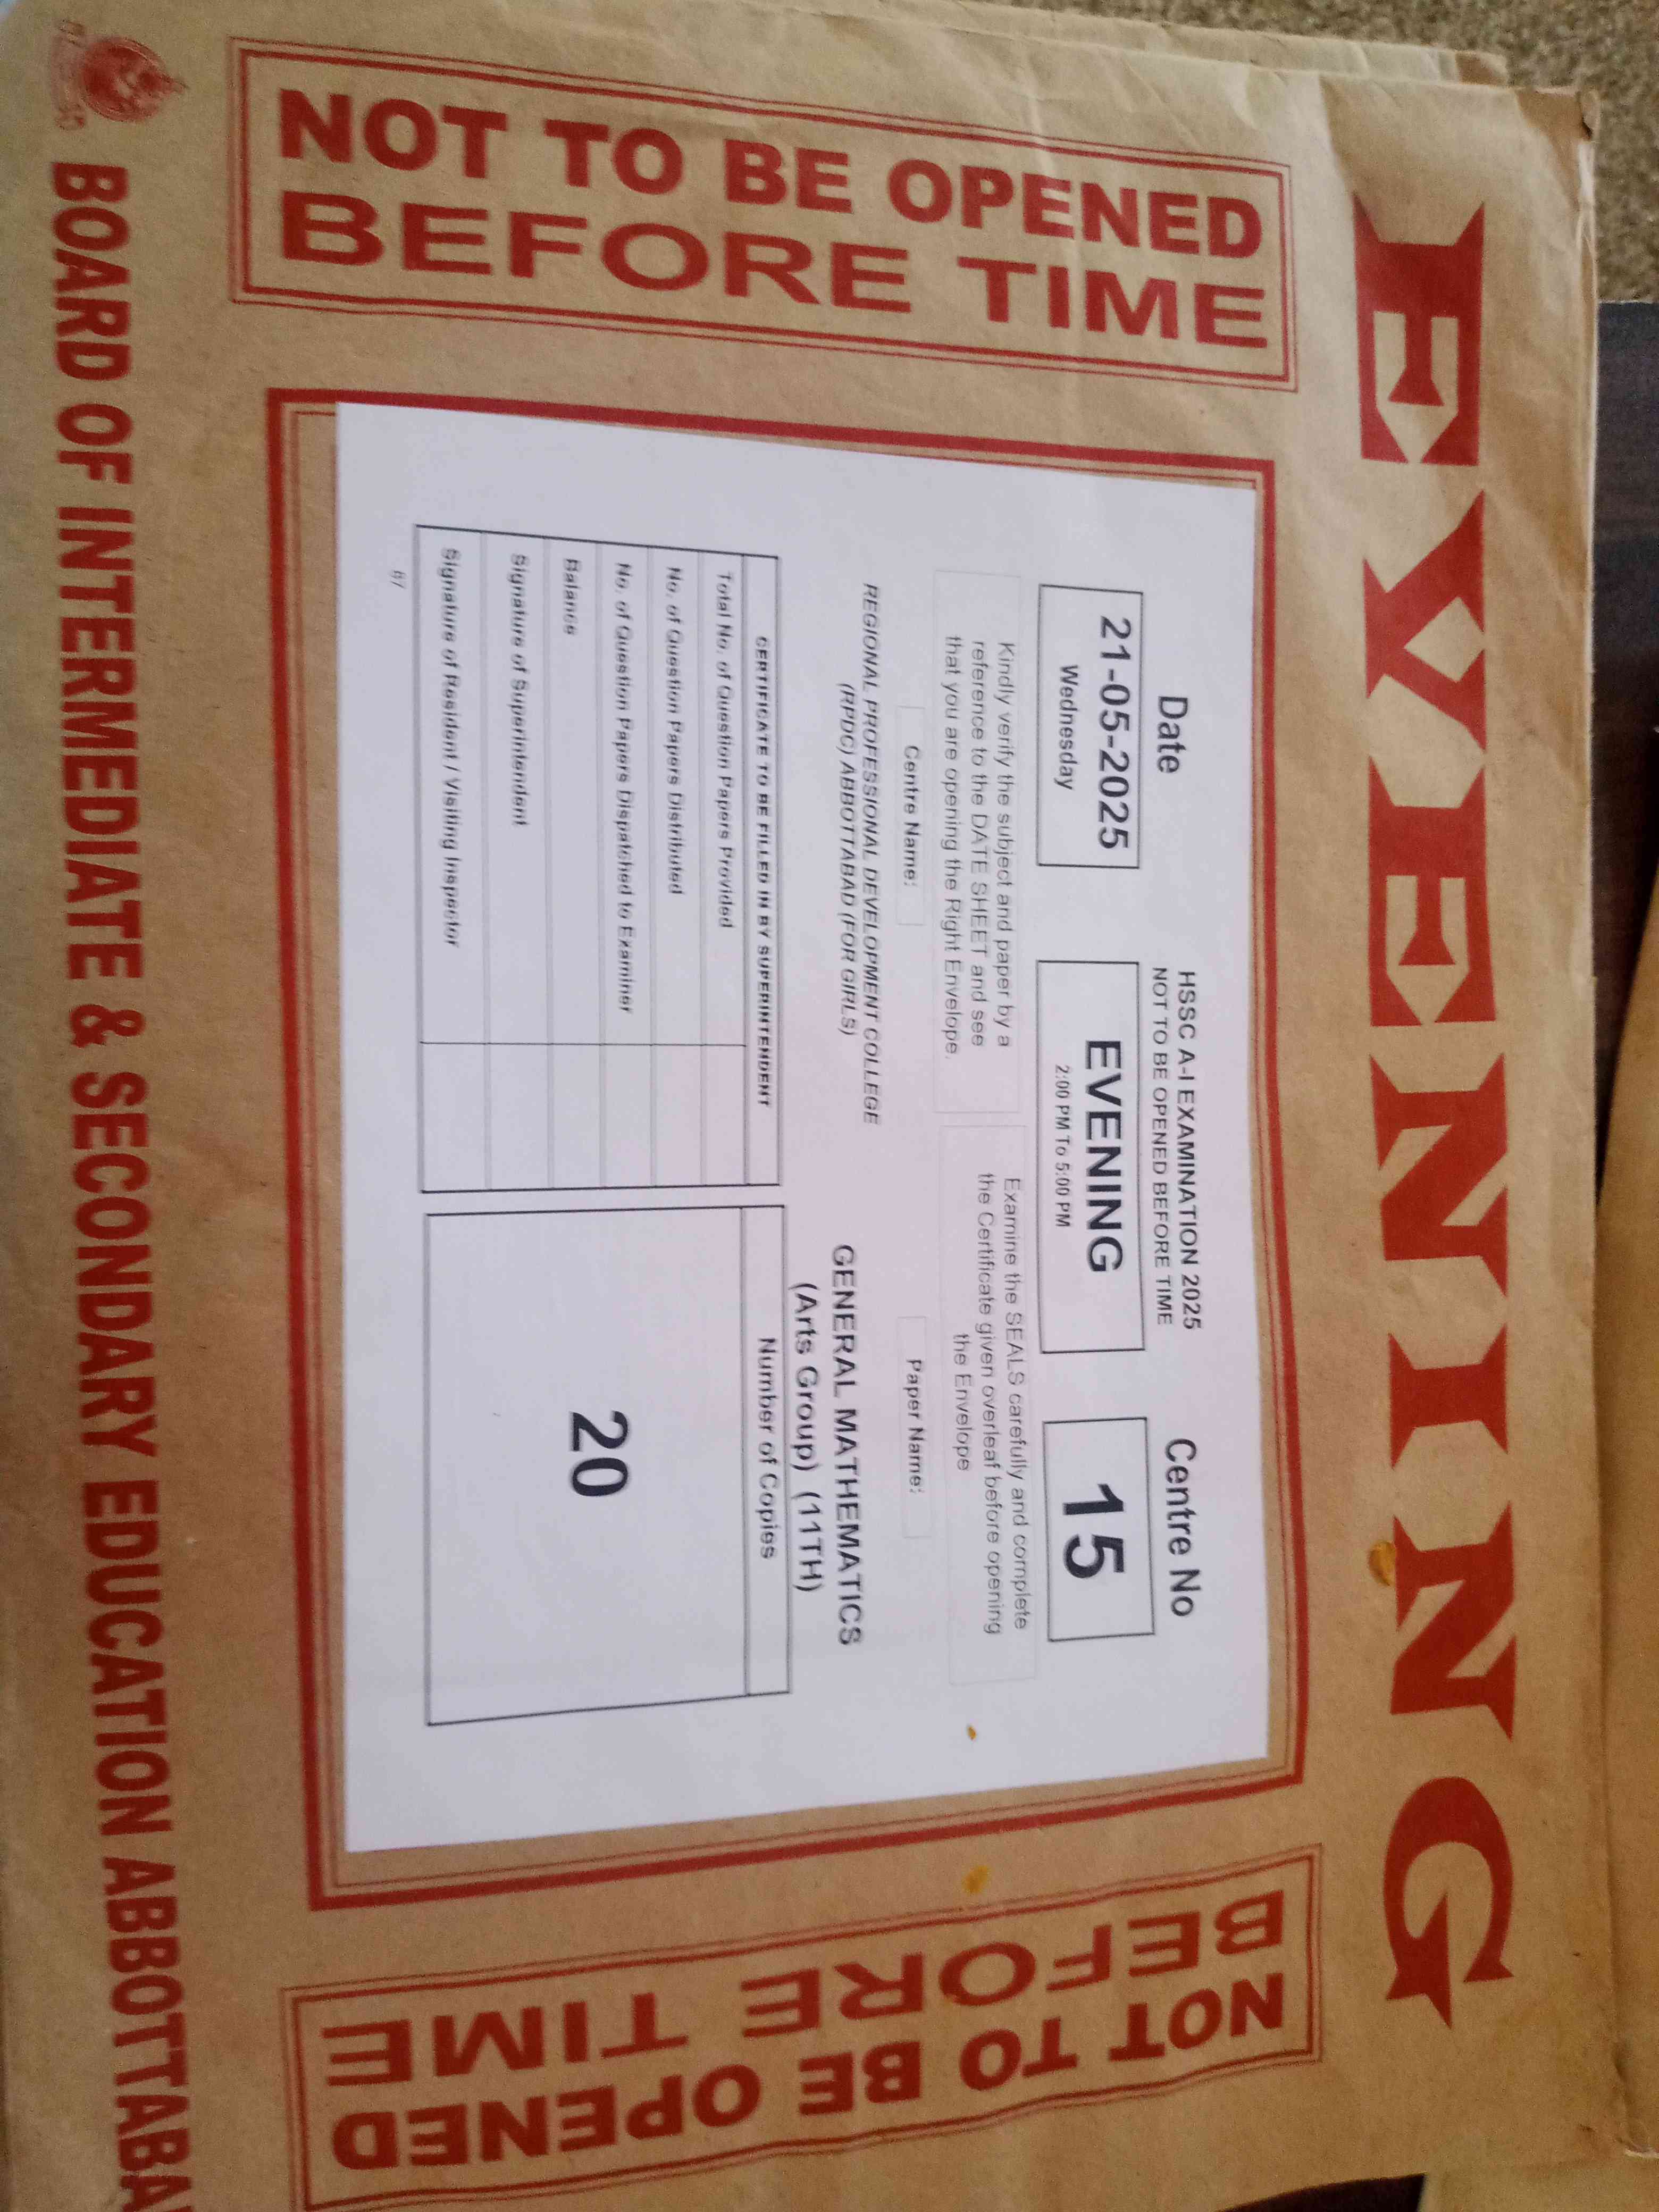 EVENING
NOT TO BE OPENED
BEFORE TIME
Date
HSSC A-I EXAMINATION 2025
NOT TO BE OPENED BEFORE TIME
Centre No
21-05-2025
Wednesday
EVENING
2:00 PM To 5:00 PM
15
Kindly verify the subject and paper by a
reference to the DATE SHEET and see
that you are opening the Right Envelope.
Examine the SEALS carefully and complete
the Certificate given overleaf before opening
the Envelope
Centre Name:
Paper Name:
REGIONAL PROFESSIONAL DEVELOPMENT COLLEGE
(RPDC) ABBOTTABAD (FOR GIRLS)
GENERAL MATHEMATICS
(Arts Group) (11TH)
CERTIFICATE TO BE FILLED IN BY SUPERINTENDENT
Total No. of Question Papers Provided
No. of Question Papers Distributed
No. of Question Papers Dispatched to Examiner
Balance
Signature of Superintendent
Signature of Resident / Visiting Inspector
Number of Copies
20
67
NOT TO BE OPENED
BEFORE TIME
BOARD OF INTERMEDIATE & SECONDARY EDUCATION ABBOTTABA